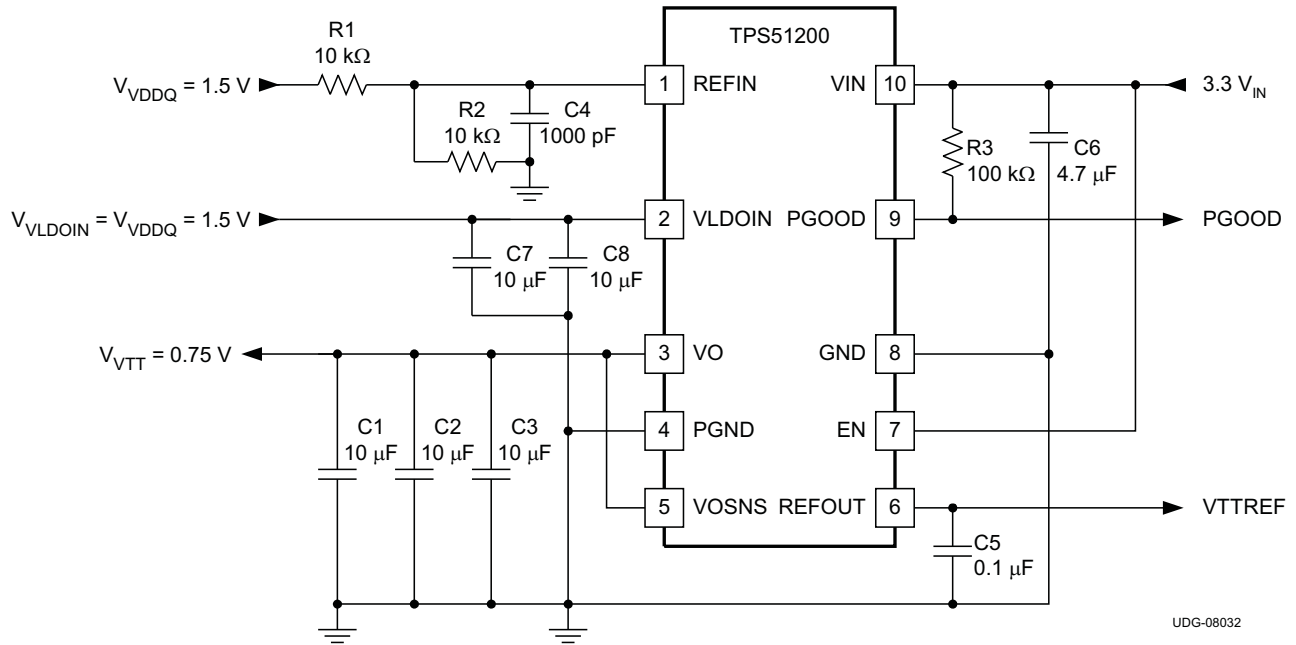 TPS51200
R1
10 kΩ
V_VDDQ = 1.5 V
1 REFIN
VIN 10
3.3 V_IN
R2
10 kΩ
C4
1000 pF
R3
100 kΩ
C6
4.7 µF
V_VLDOIN = V_VDDQ = 1.5 V
2 VLDOIN
PGOOD 9
PGOOD
C7
10 µF
C8
10 µF
V_VTT = 0.75 V
3 VO
GND 8
C1
10 µF
C2
10 µF
C3
10 µF
4 PGND
EN 7
5 VOSNS
REFOUT 6
VTTREF
C5
0.1 µF
UDG-08032